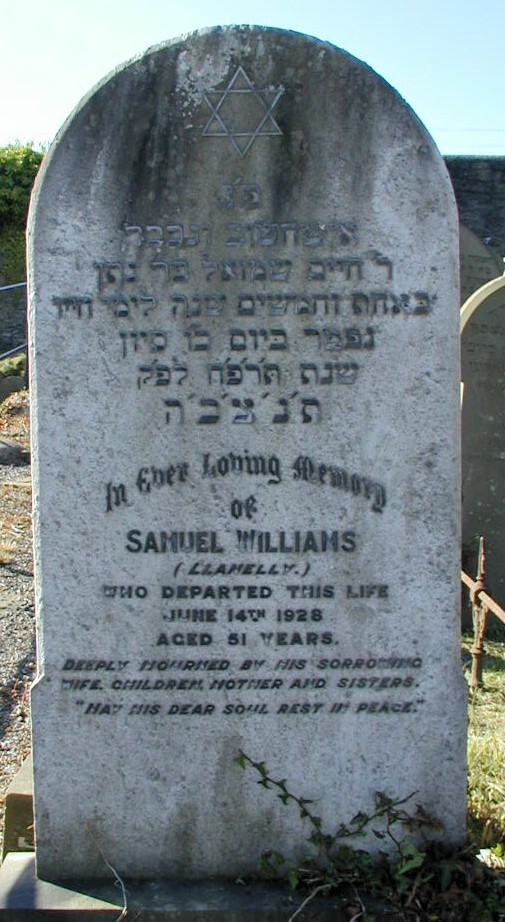 פ״נ
איש חשוב ונכבד
ר׳ חיים שמואל בר׳ נתן
באחת וחמשים שנה לימי חייו
נפטר ביום כ״ו סיון
שנת תרפ״ח לפק
ת׳נ׳צ׳ב׳ה
In Ever Loving Memory
OF
SAMUEL WILLIAMS
(LLANELLY.)
WHO DEPARTED THIS LIFE
JUNE 14TH 1928
AGED 51 YEARS.
DEEPLY MOURNED BY HIS SORROWING
WIFE, CHILDREN, MOTHER AND SISTERS.
"MAY HIS DEAR SOUL REST IN PEACE."